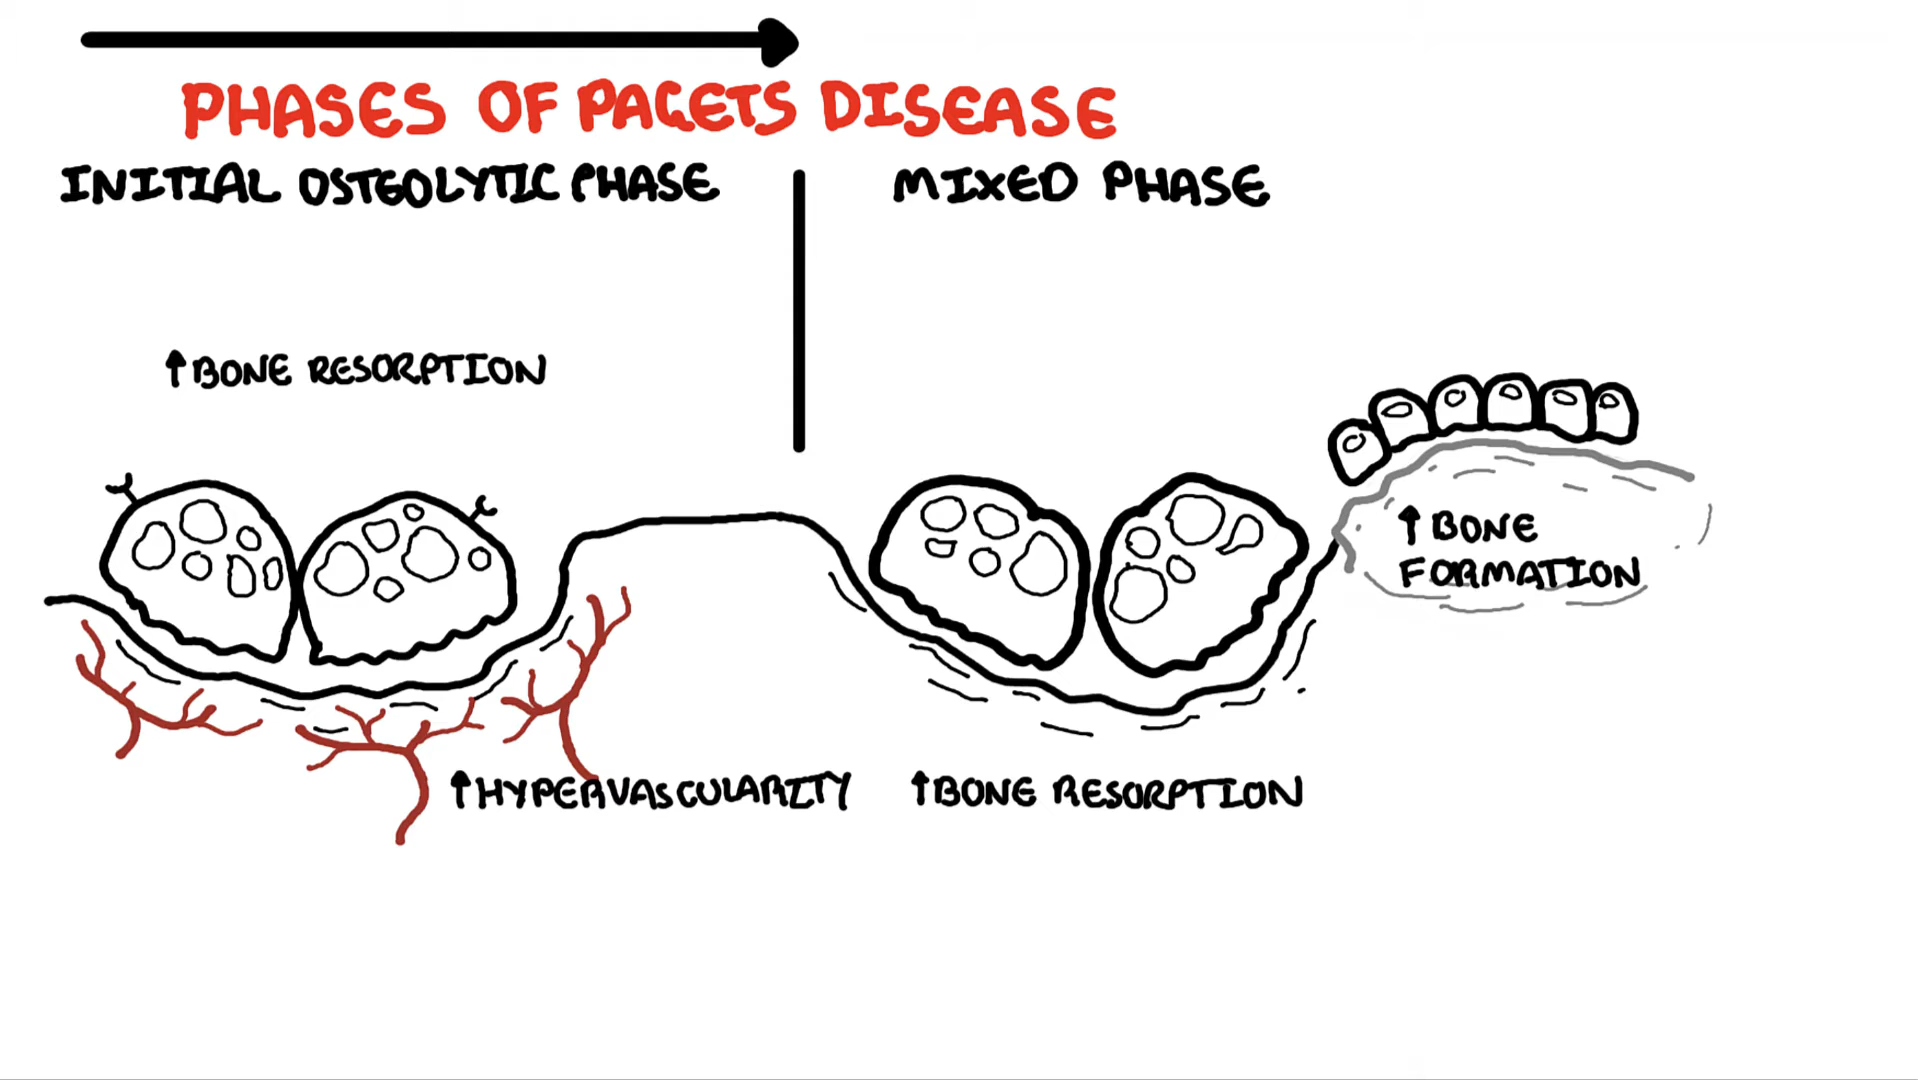 PHASES OF PAGETS DISEASE
INITIAL OSTEOLYTIC PHASE
MIXED PHASE
↑BONE RESORPTION
↑ BONE
FORMATION
↑HYPERVASCULARITY
↑BONE RESORPTION